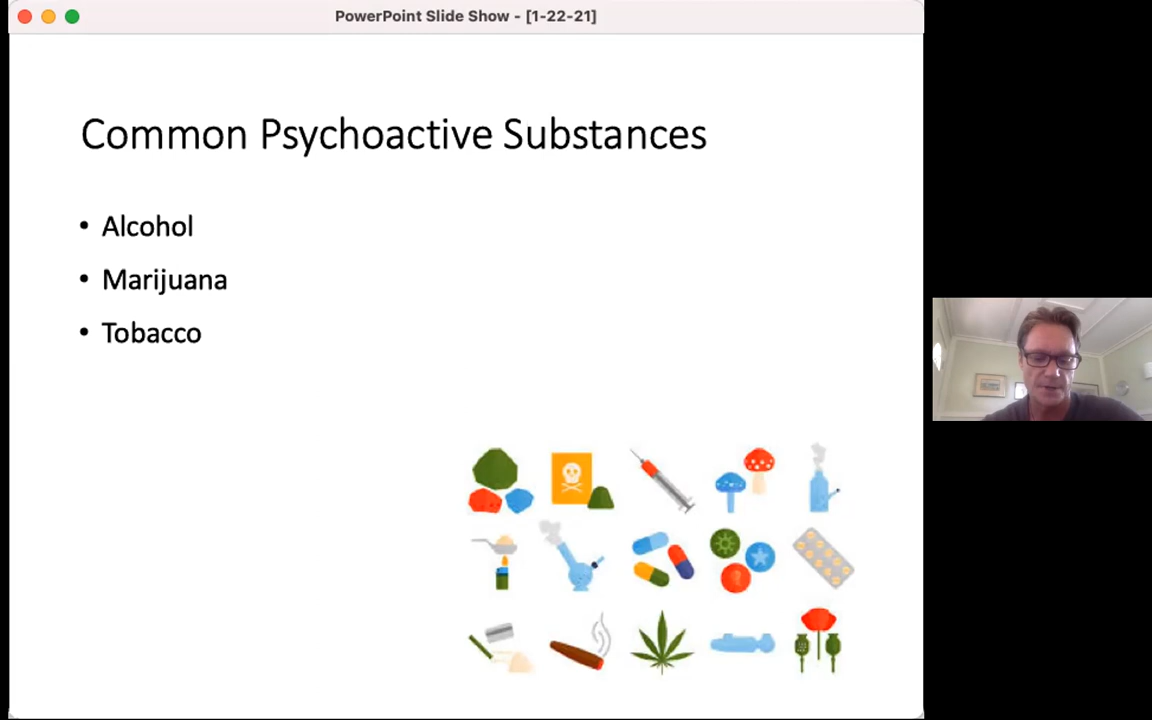 PowerPoint Slide Show - [1-22-21]
Common Psychoactive Substances
• Alcohol
• Marijuana
• Tobacco